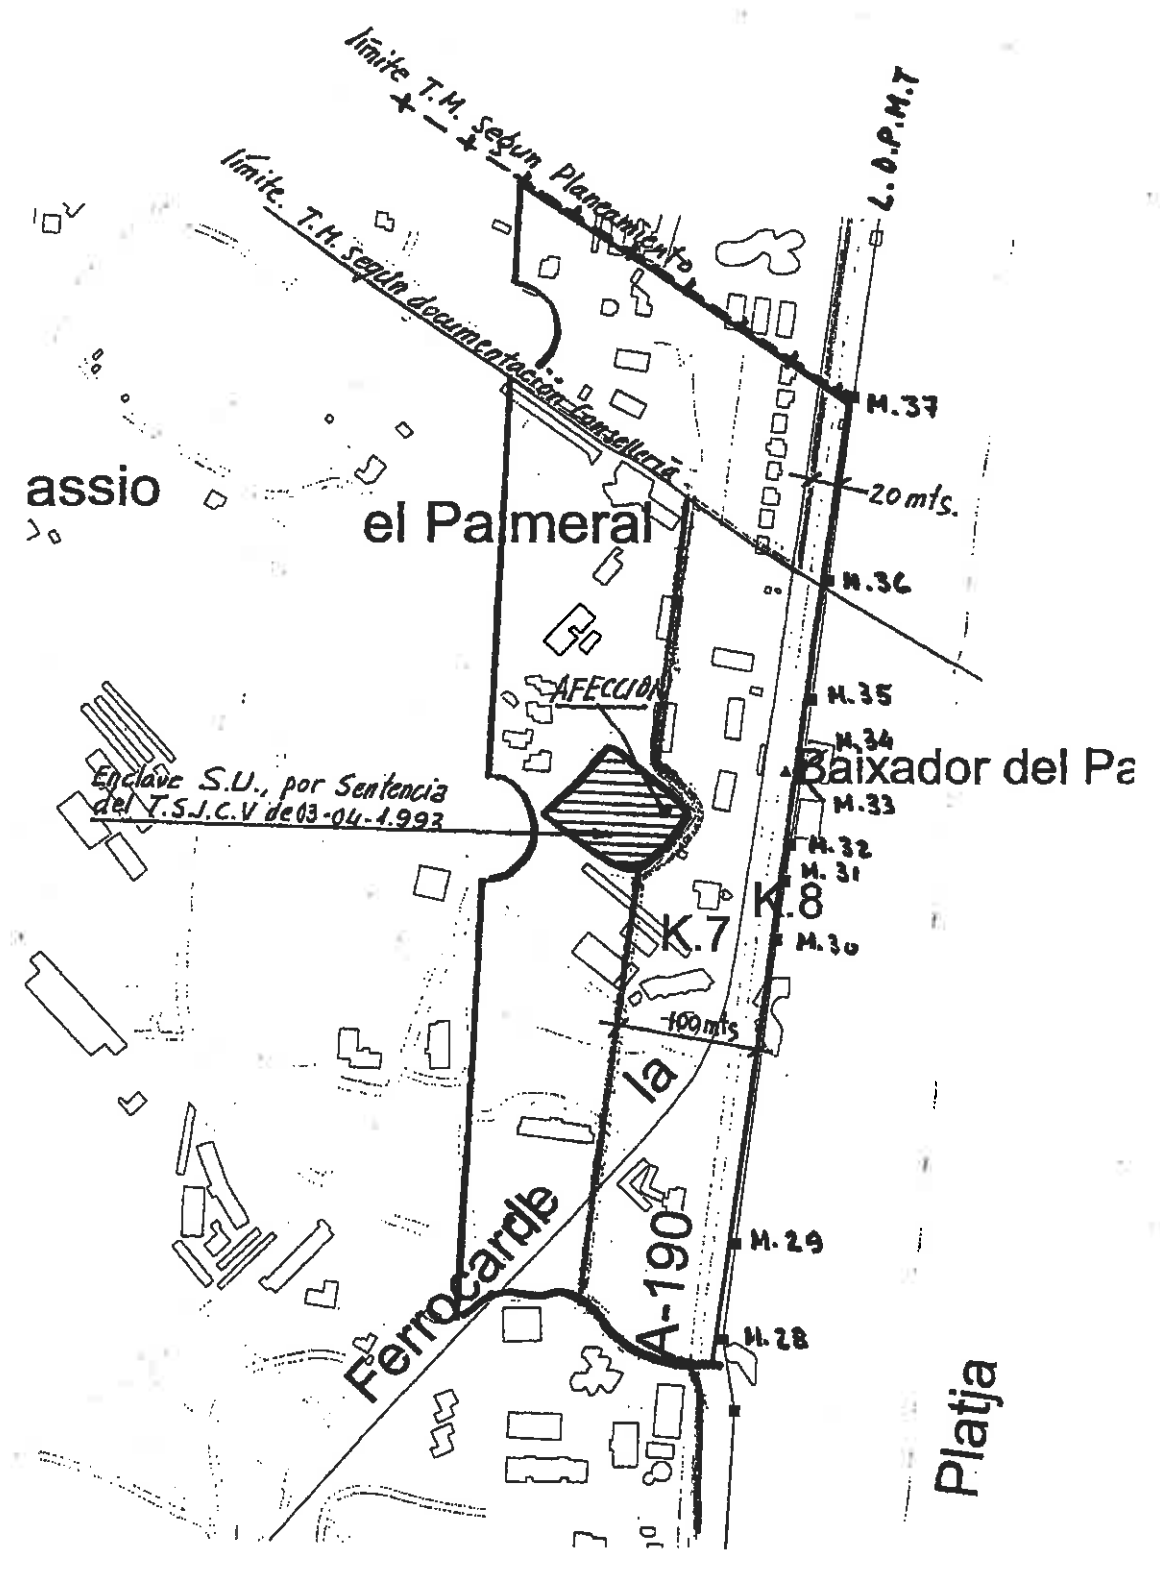 límite T.M. según Planeamiento
L.D.P.M.T
límite. T.M. según documentación Conselleria
M.37
assio
el Palmeral
20 mts.
M.36
AFECCION
M.35
M.34
Baixador del Pa
Enclave S.U., por Sentencia
del T.S.J.C.V de 03-04-1.993
M.33
M.32
M.31
K.8
K.7
M.30
100 mts
la
Ferrocarde
A-190
M.29
M.28
Platja